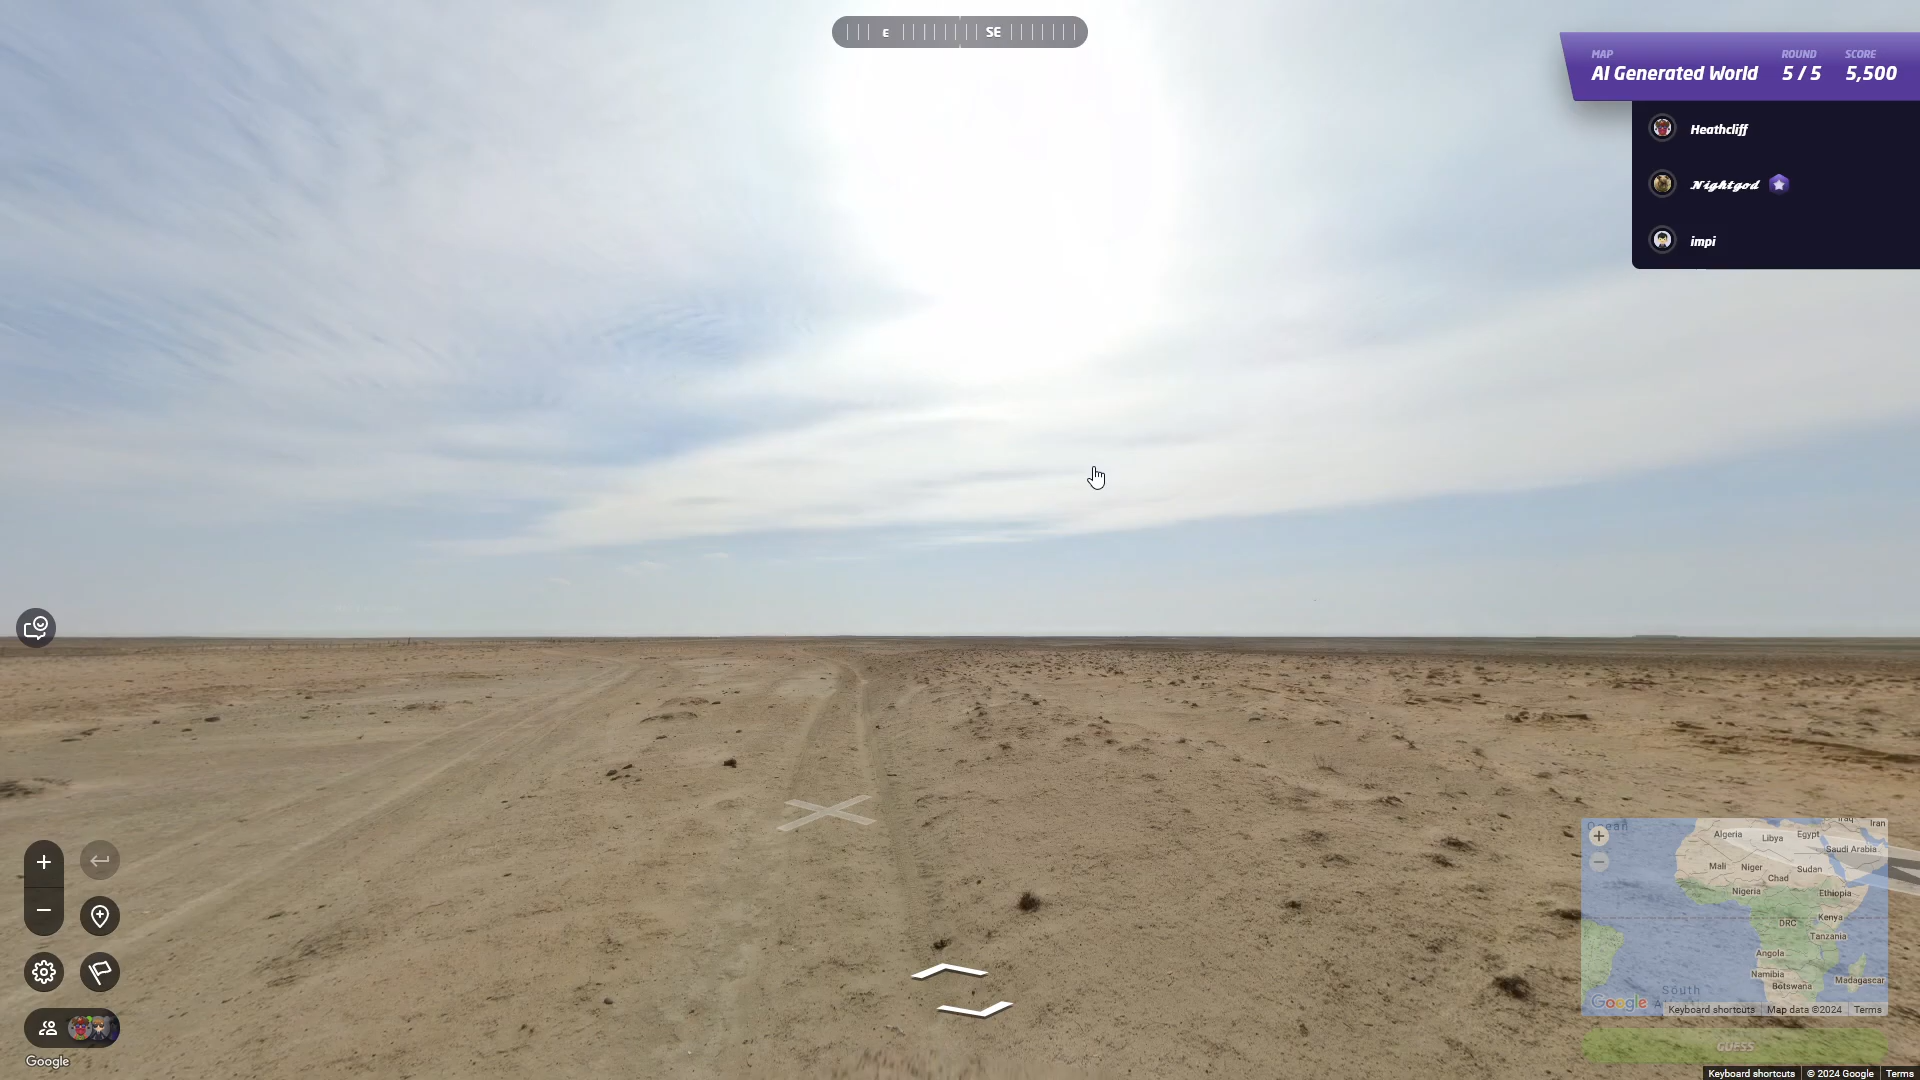 E
SE
MAP
AI Generated World
ROUND
5 / 5
SCORE
5,500
Heathcliff
Nightgod
impi
Ocean
Algeria
Libya
Egypt
Iraq
Iran
Saudi Arabia
Mali
Niger
Chad
Sudan
Nigeria
Ethiopia
DRC
Kenya
Tanzania
Angola
Namibia
Botswana
Madagascar
South
Google
Keyboard shortcuts
Map data ©2024
Terms
GUESS
Google
Keyboard shortcuts
© 2024 Google
Terms